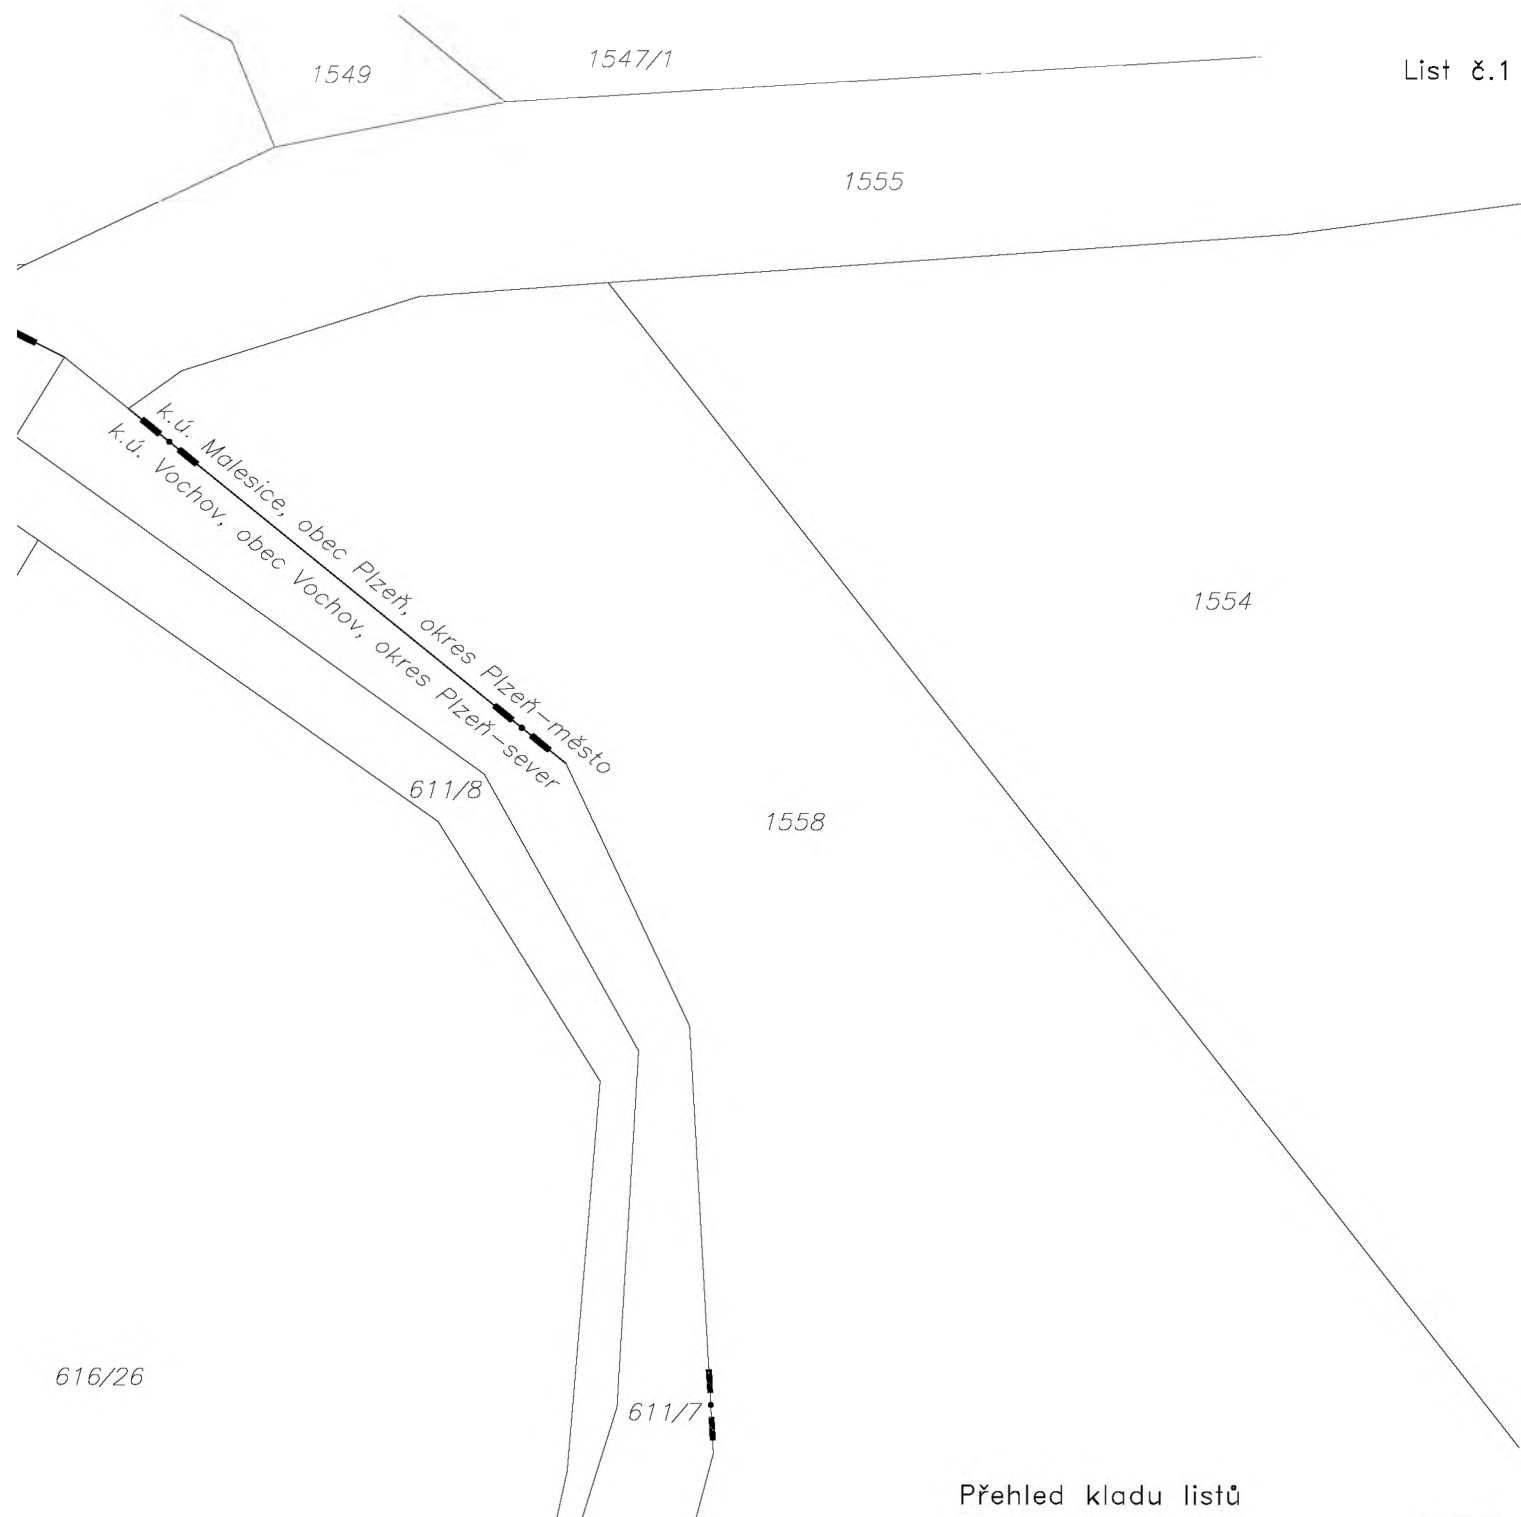 1547/1
1549
List č.1
1555
k.ú. Malesice, obec Plzeň, okres Plzeň-město
k.ú. Vochov, obec Vochov, okres Plzeň-sever
1554
611/8
1558
616/26
611/7
Přehled kladu listů